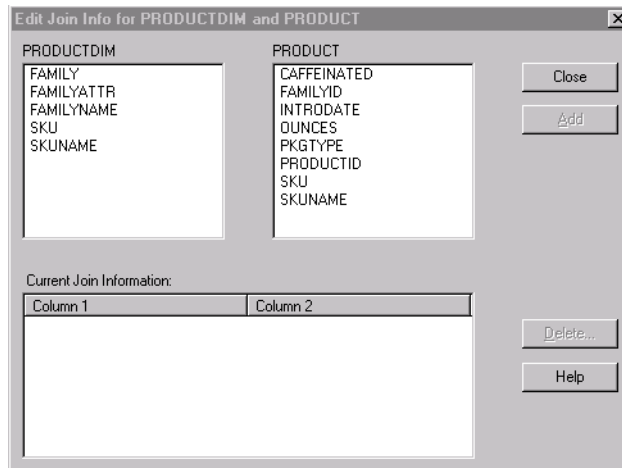 Edit Join Info for PRODUCTDIM and PRODUCT
PRODUCTDIM
FAMILY
FAMILYATTR
FAMILYNAME
SKU
SKUNAME
PRODUCT
CAFFEINATED
FAMILYID
INTRODATE
OUNCES
PKGTYPE
PRODUCTID
SKU
SKUNAME
Close
Add
Current Join Information:
Column 1 Column 2
Delete...
Help